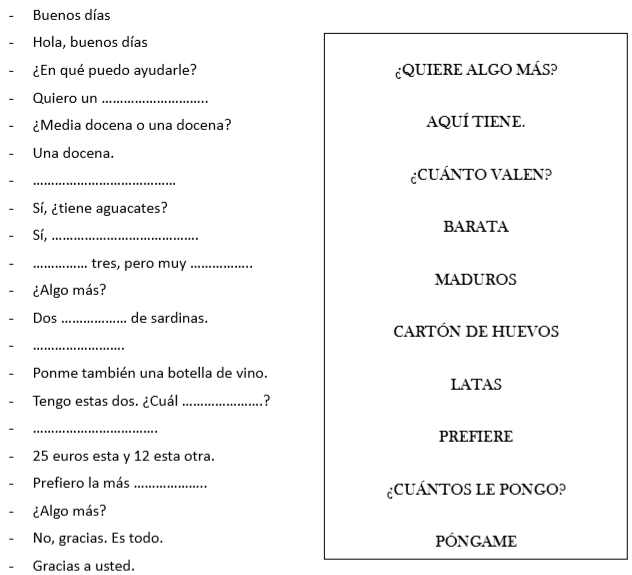 - Buenos días
- Hola, buenos días
- ¿En qué puedo ayudarle?
- Quiero un ………………………..
- ¿Media docena o una docena?
- Una docena.
- …………………………………
- Sí, ¿tiene aguacates?
- Sí, ………………………………….
- …………… tres, pero muy ……………..
- ¿Algo más?
- Dos ……………… de sardinas.
- …………………….
- Ponme también una botella de vino.
- Tengo estas dos. ¿Cuál ………………….?
- …………………………….
- 25 euros esta y 12 esta otra.
- Prefiero la más ………………..
- ¿Algo más?
- No, gracias. Es todo.
- Gracias a usted.
¿QUIERE ALGO MÁS?
AQUÍ TIENE.
¿CUÁNTO VALEN?
BARATA
MADUROS
CARTÓN DE HUEVOS
LATAS
PREFIERE
¿CUÁNTOS LE PONGO?
PÓNGAME